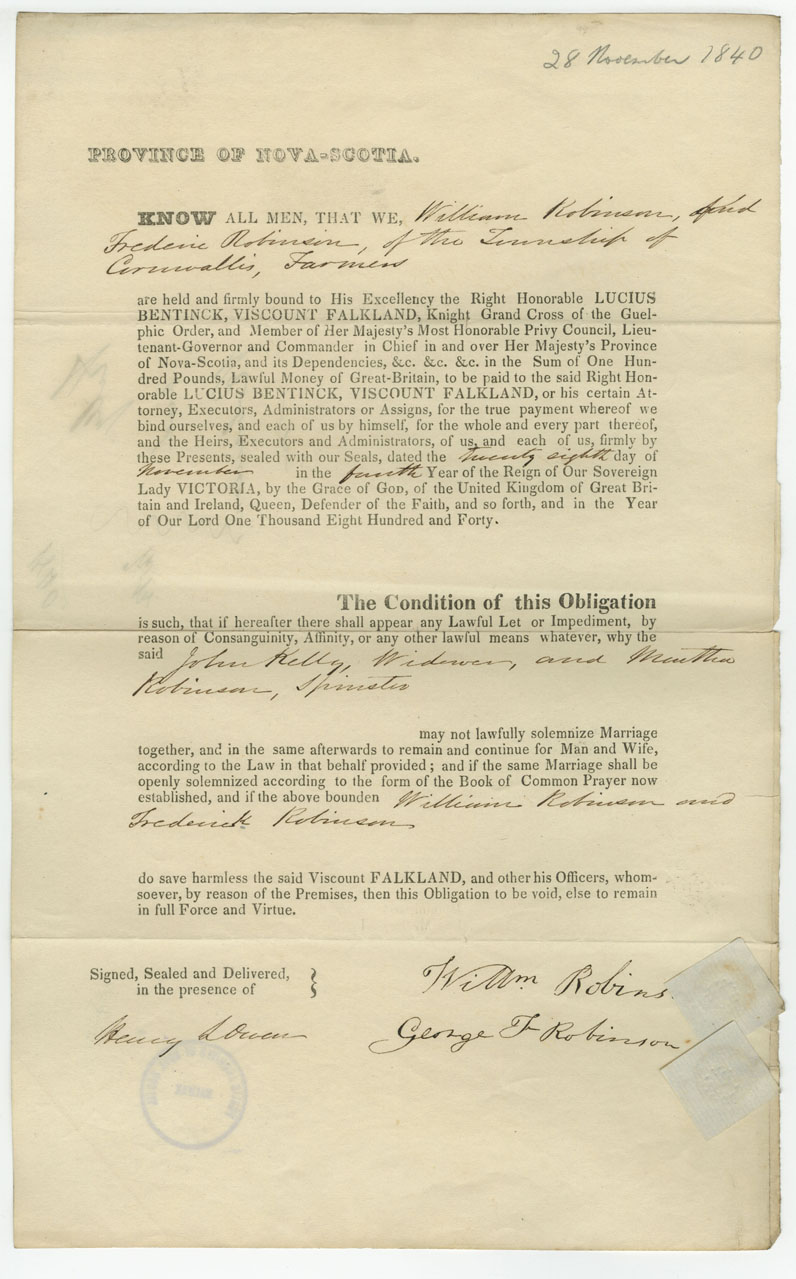 28 November 1840
PROVINCE OF NOVA-SCOTIA.
KNOW ALL MEN, THAT WE, William Robinson, And
Frederic Robinson, of the Township of
Cornwallis, Farmers
are held and firmly bound to His Excellency the Right Honorable LUCIUS
BENTINCK, VISCOUNT FALKLAND, Knight Grand Cross of the Guel-
phic Order, and Member of Her Majesty's Most Honorable Privy Council, Lieu-
tenant-Governor and Commander in Chief in and over Her Majesty's Province
of Nova-Scotia, and its Dependencies, &c. &c. &c. in the Sum of One Hun-
dred Pounds, Lawful Money of Great-Britain, to be paid to the said Right Hon-
orable LUCIUS BENTINCK, VISCOUNT FALKLAND, or his certain At-
torney, Executors, Administrators or Assigns, for the true payment whereof we
bind ourselves, and each of us by himself, for the whole and every part thereof,
and the Heirs, Executors and Administrators, of us, and each of us, firmly by
these Presents, sealed with our Seals, dated the twenty eighth day of
November in the fourth Year of the Reign of Our Sovereign
Lady VICTORIA, by the Grace of GOD, of the United Kingdom of Great Bri-
tain and Ireland, Queen, Defender of the Faith, and so forth, and in the Year
of Our Lord One Thousand Eight Hundred and Forty.
The Condition of this Obligation
is such, that if hereafter there shall appear any Lawful Let or Impediment, by
reason of Consanguinity, Affinity, or any other lawful means whatever, why the
said John Kelly, Widower, and
Robinson, Spinster
may not lawfully solemnize Marriage
together, and in the same afterwards to remain and continue for Man and Wife,
according to the Law in that behalf provided; and if the same Marriage shall be
openly solemnized according to the form of the Book of Common Prayer now
established, and if the above bounden William Robinson and
Frederick Robinson
do save harmless the said Viscount FALKLAND, and other his Officers, whom-
soever, by reason of the Premises, then this Obligation to be void, else to remain
in full Force and Virtue.
Signed, Sealed and Delivered,
in the presence of
Willm Robins
Henry
George F Robinson